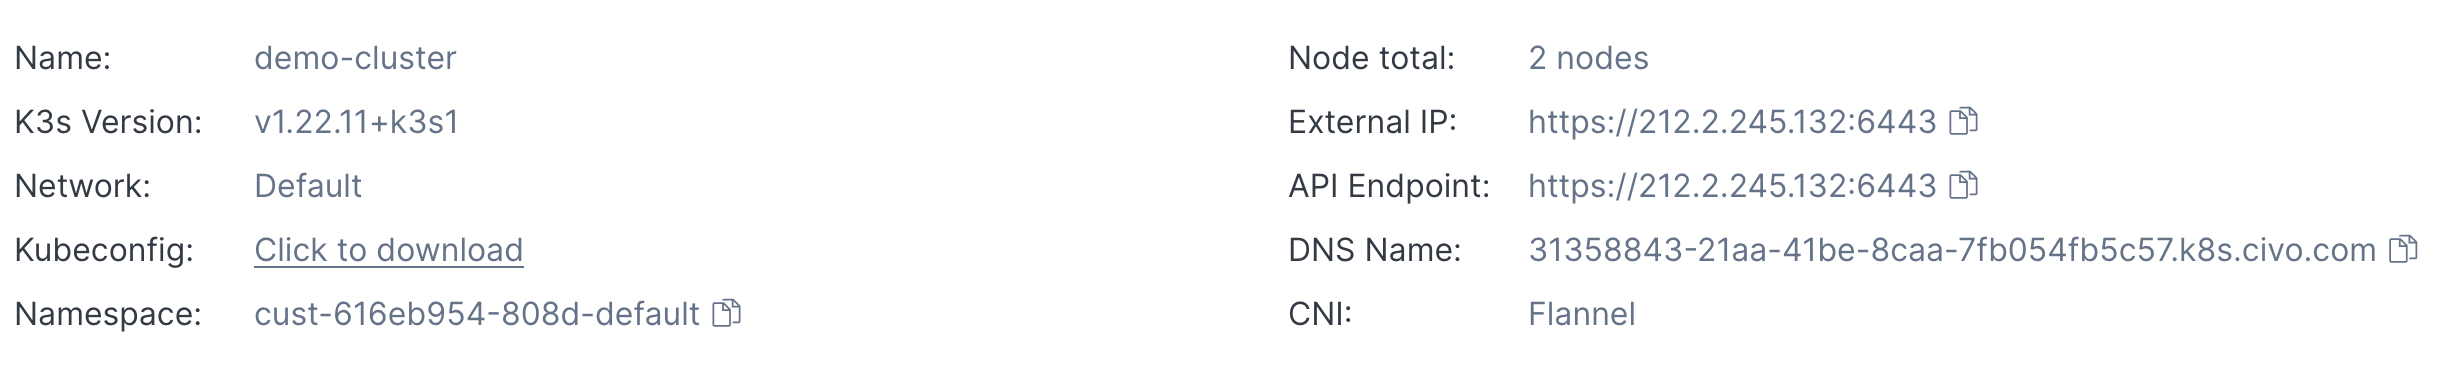 Name: demo-cluster
K3s Version: v1.22.11+k3s1
Network: Default
Kubeconfig: Click to download
Namespace: cust-616eb954-808d-default
Node total: 2 nodes
External IP: https://212.2.245.132:6443
API Endpoint: https://212.2.245.132:6443
DNS Name: 31358843-21aa-41be-8caa-7fb054fb5c57.k8s.civo.com
CNI: Flannel